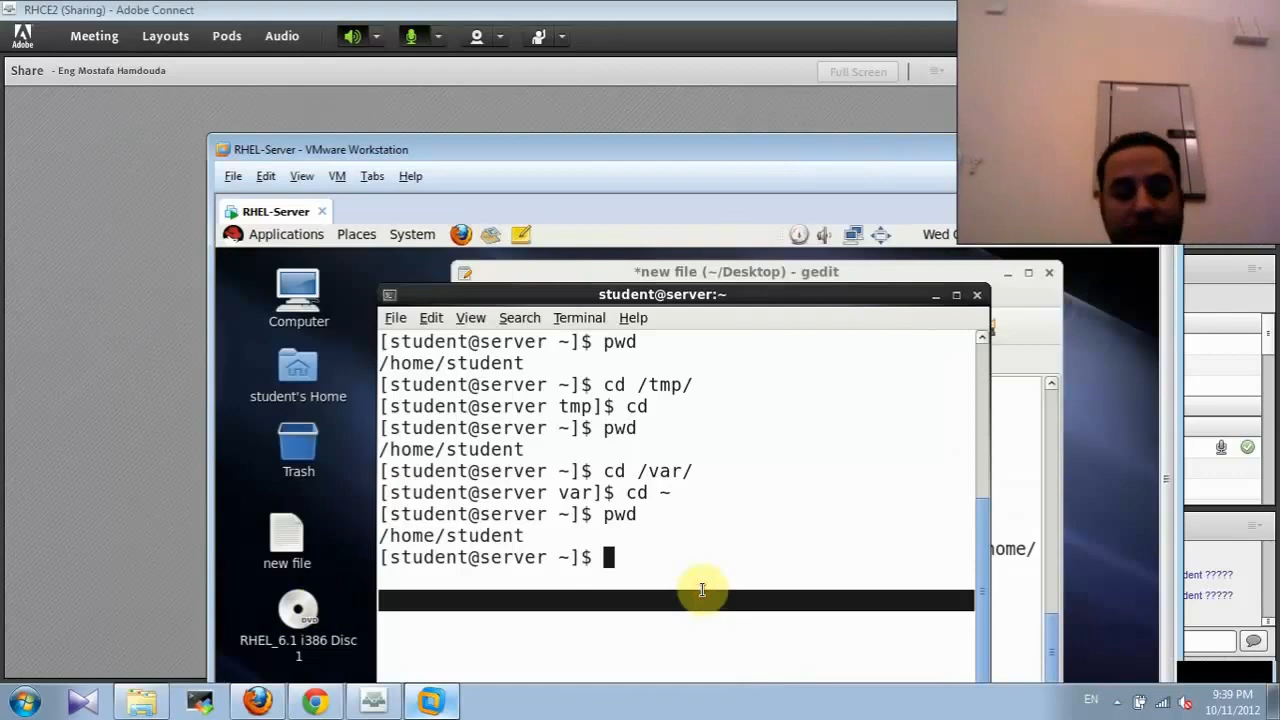 RHCE2 (Sharing) - Adobe Connect
Adobe
Meeting
Layouts
Pods
Audio
Share - Eng Mostafa Hamdouda
Full Screen
RHEL-Server - VMware Workstation
File Edit View VM Tabs Help
RHEL-Server
Applications Places System
Wed
Computer
student's Home
Trash
new file
DVD
RHEL_6.1 i386 Disc
1
*new file (~/Desktop) - gedit
student@server:~
File Edit View Search Terminal Help
[student@server ~]$ pwd
/home/student
[student@server ~]$ cd /tmp/
[student@server tmp]$ cd
[student@server ~]$ pwd
/home/student
[student@server ~]$ cd /var/
[student@server var]$ cd ~
[student@server ~]$ pwd
/home/student
[student@server ~]$
home/
dent ?????
dent ?????
EN
9:39 PM
10/11/2012